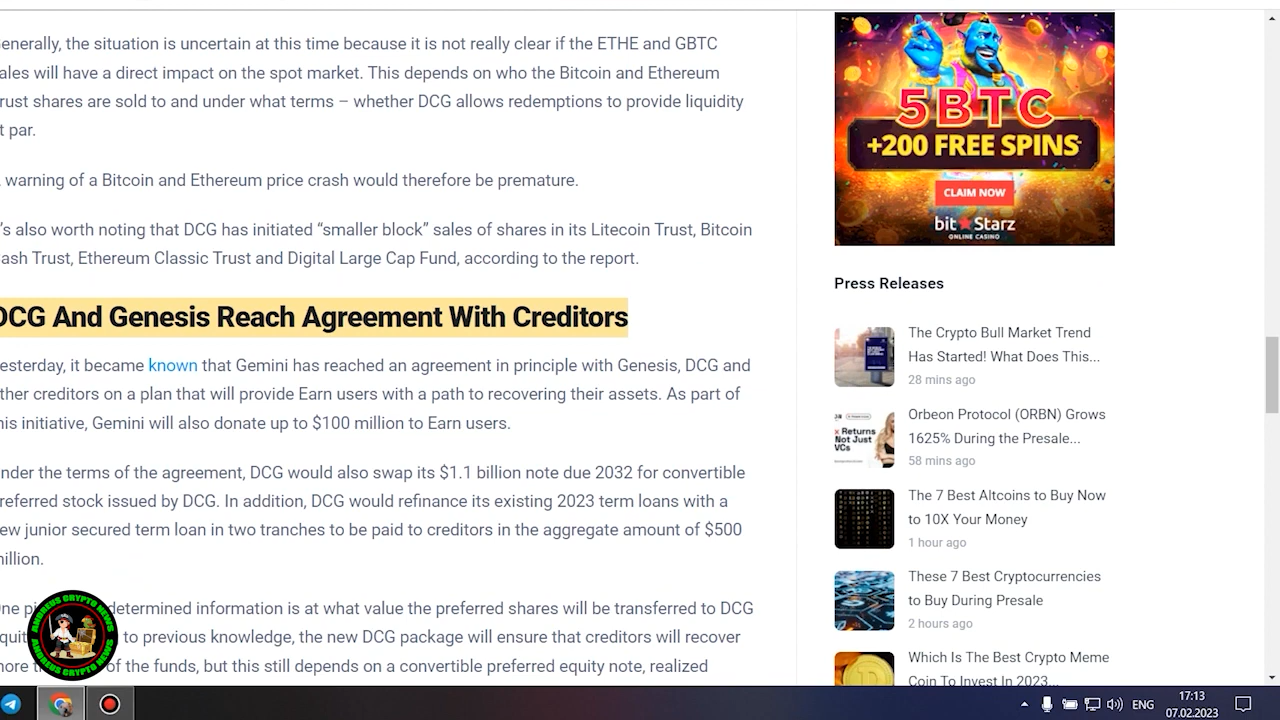 enerally, the situation is uncertain at this time because it is not really clear if the ETHE and GBTC
ales will have a direct impact on the spot market. This depends on who the Bitcoin and Ethereum
rust shares are sold to and under what terms – whether DCG allows redemptions to provide liquidity
t par.
warning of a Bitcoin and Ethereum price crash would therefore be premature.
's also worth noting that DCG has initiated “smaller block” sales of shares in its Litecoin Trust, Bitcoin
ash Trust, Ethereum Classic Trust and Digital Large Cap Fund, according to the report.
DCG And Genesis Reach Agreement With Creditors
esterday, it became known that Gemini has reached an agreement in principle with Genesis, DCG and
ther creditors on a plan that will provide Earn users with a path to recovering their assets. As part of
his initiative, Gemini will also donate up to $100 million to Earn users.
nder the terms of the agreement, DCG would also swap its $1.1 billion note due 2032 for convertible
referred stock issued by DCG. In addition, DCG would refinance its existing 2023 term loans with a
ew junior secured term loan in two tranches to be paid to creditors in the aggregate amount of $500
illion.
ne pi determined information is at what value the preferred shares will be transferred to DCG
quit to previous knowledge, the new DCG package will ensure that creditors will recover
ore of the funds, but this still depends on a convertible preferred equity note, realized
ANDREUS CRYPTO NEWS
ANDREUS CRYPTO NEWS
5BTC
+200 FREE SPINS
CLAIM NOW
bitStarz
ONLINE CASINO
Press Releases
The Crypto Bull Market Trend
Has Started! What Does This...
28 mins ago
Returns
Not Just
VCs
Orbeon Protocol (ORBN) Grows
1625% During the Presale...
58 mins ago
The 7 Best Altcoins to Buy Now
to 10X Your Money
1 hour ago
These 7 Best Cryptocurrencies
to Buy During Presale
2 hours ago
Which Is The Best Crypto Meme
Coin To Invest In 2023...
ENG
17:13
07.02.2023